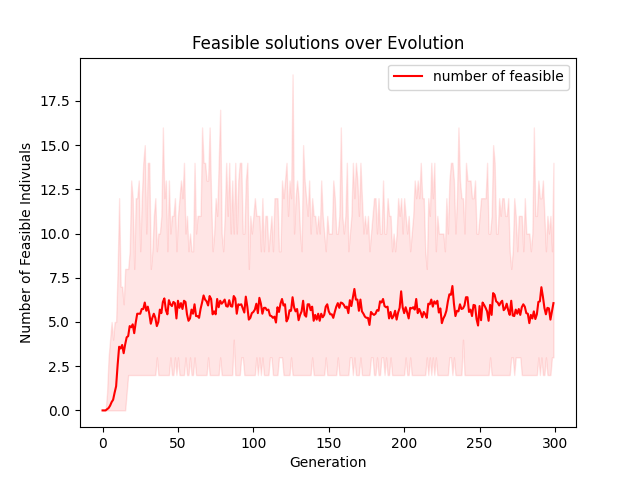 Feasible solutions over Evolution
number of feasible
Number of Feasible Indivuals
17.5
15.0
12.5
10.0
7.5
5.0
2.5
0.0
0 50 100 150 200 250 300
Generation